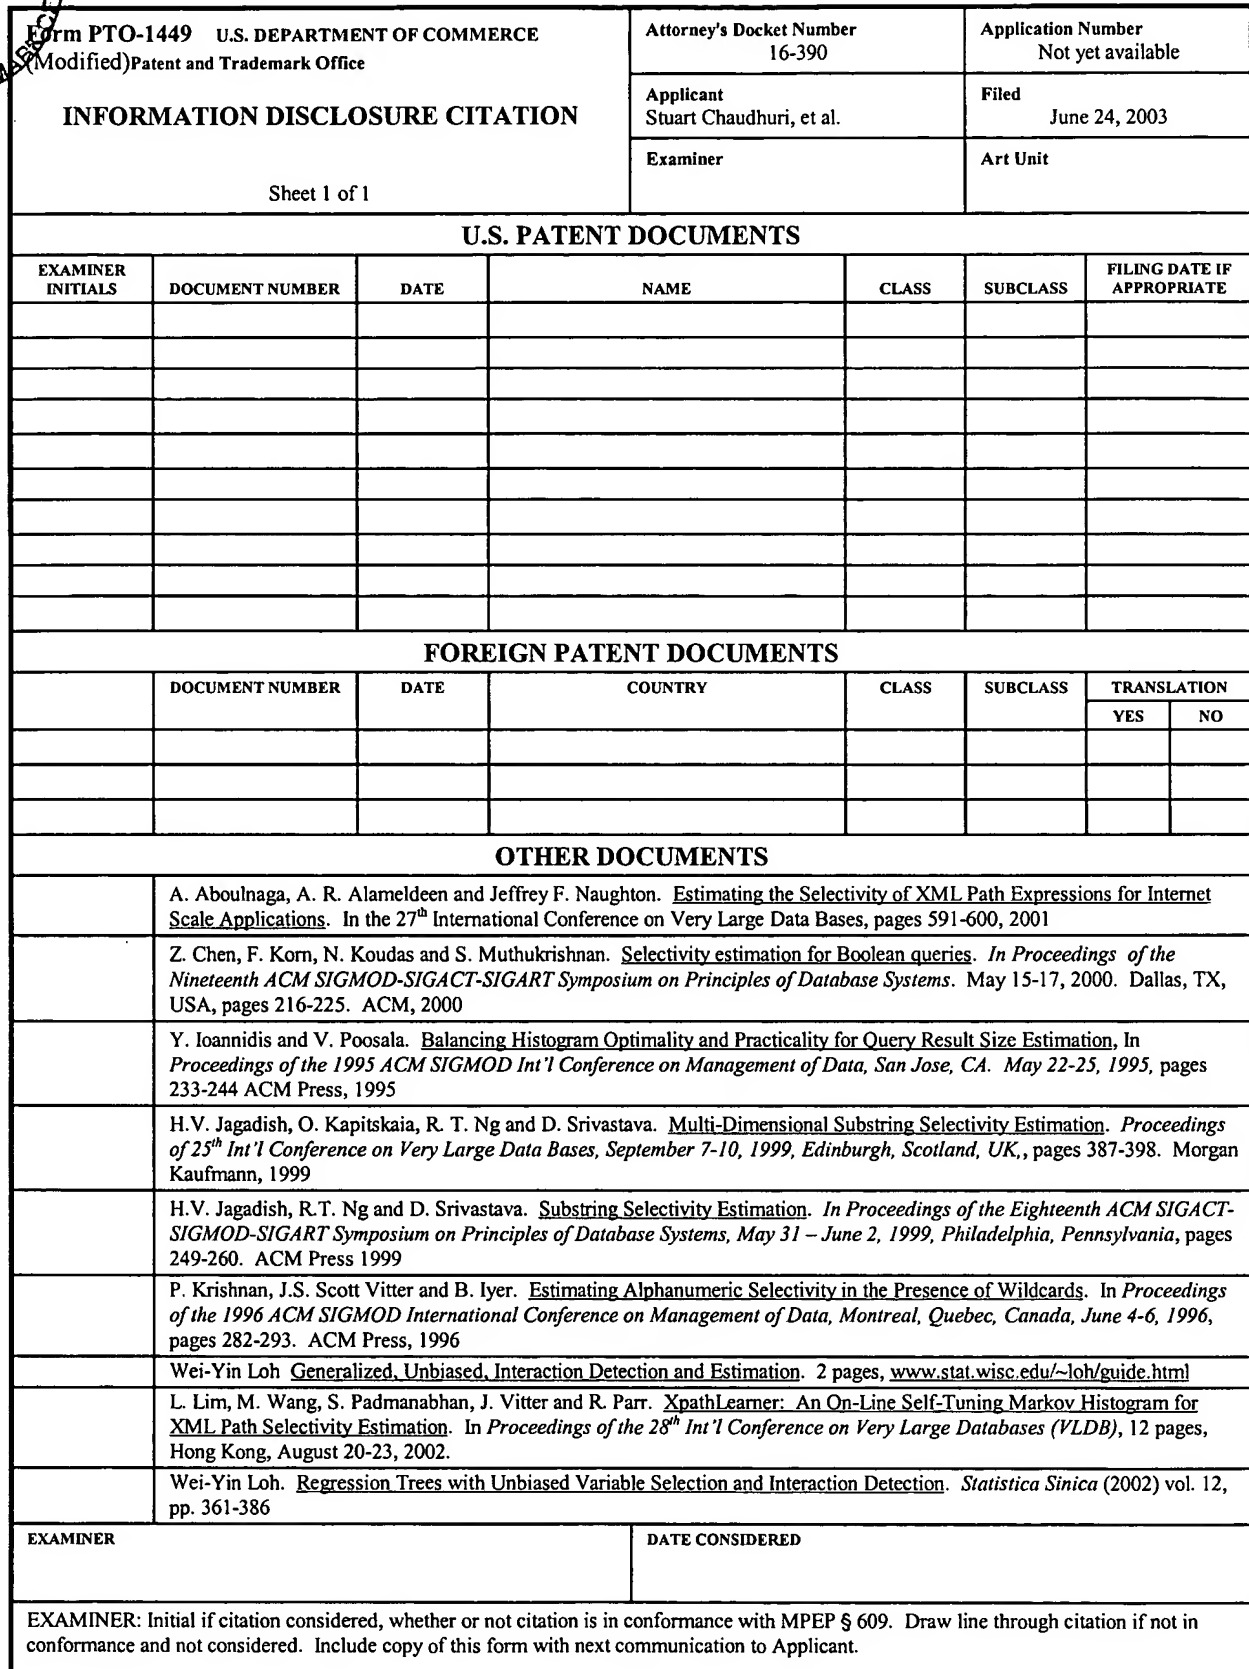 Form PTO-1449 U.S. DEPARTMENT OF COMMERCE
(Modified)Patent and Trademark Office
INFORMATION DISCLOSURE CITATION
Sheet 1 of 1
Attorney's Docket Number
16-390
Application Number
Not yet available
Applicant
Stuart Chaudhuri, et al.
Filed
June 24, 2003
Examiner
Art Unit
U.S. PATENT DOCUMENTS
EXAMINER INITIALS DOCUMENT NUMBER DATE NAME CLASS SUBCLASS FILING DATE IF APPROPRIATE
FOREIGN PATENT DOCUMENTS
DOCUMENT NUMBER DATE COUNTRY CLASS SUBCLASS TRANSLATION
YES NO
OTHER DOCUMENTS
A. Aboulnaga, A. R. Alameldeen and Jeffrey F. Naughton. Estimating the Selectivity of XML Path Expressions for Internet
Scale Applications. In the 27th International Conference on Very Large Data Bases, pages 591-600, 2001
Z. Chen, F. Korn, N. Koudas and S. Muthukrishnan. Selectivity estimation for Boolean queries. In Proceedings of the
Nineteenth ACM SIGMOD-SIGACT-SIGART Symposium on Principles of Database Systems. May 15-17, 2000. Dallas, TX,
USA, pages 216-225. ACM, 2000
Y. Ioannidis and V. Poosala. Balancing Histogram Optimality and Practicality for Query Result Size Estimation, In
Proceedings of the 1995 ACM SIGMOD Int'l Conference on Management of Data, San Jose, CA. May 22-25, 1995, pages
233-244 ACM Press, 1995
H.V. Jagadish, O. Kapitskaia, R. T. Ng and D. Srivastava. Multi-Dimensional Substring Selectivity Estimation. Proceedings
of 25th Int'l Conference on Very Large Data Bases, September 7-10, 1999, Edinburgh, Scotland, UK,, pages 387-398. Morgan
Kaufmann, 1999
H.V. Jagadish, R.T. Ng and D. Srivastava. Substring Selectivity Estimation. In Proceedings of the Eighteenth ACM SIGACT-
SIGMOD-SIGART Symposium on Principles of Database Systems, May 31 – June 2, 1999, Philadelphia, Pennsylvania, pages
249-260. ACM Press 1999
P. Krishnan, J.S. Scott Vitter and B. Iyer. Estimating Alphanumeric Selectivity in the Presence of Wildcards. In Proceedings
of the 1996 ACM SIGMOD International Conference on Management of Data, Montreal, Quebec, Canada, June 4-6, 1996,
pages 282-293. ACM Press, 1996
Wei-Yin Loh Generalized, Unbiased, Interaction Detection and Estimation. 2 pages, www.stat.wisc.edu/~loh/guide.html
L. Lim, M. Wang, S. Padmanabhan, J. Vitter and R. Parr. XpathLearner: An On-Line Self-Tuning Markov Histogram for
XML Path Selectivity Estimation. In Proceedings of the 28th Int'l Conference on Very Large Databases (VLDB), 12 pages,
Hong Kong, August 20-23, 2002.
Wei-Yin Loh. Regression Trees with Unbiased Variable Selection and Interaction Detection. Statistica Sinica (2002) vol. 12,
pp. 361-386
EXAMINER
DATE CONSIDERED
EXAMINER: Initial if citation considered, whether or not citation is in conformance with MPEP § 609. Draw line through citation if not in
conformance and not considered. Include copy of this form with next communication to Applicant.